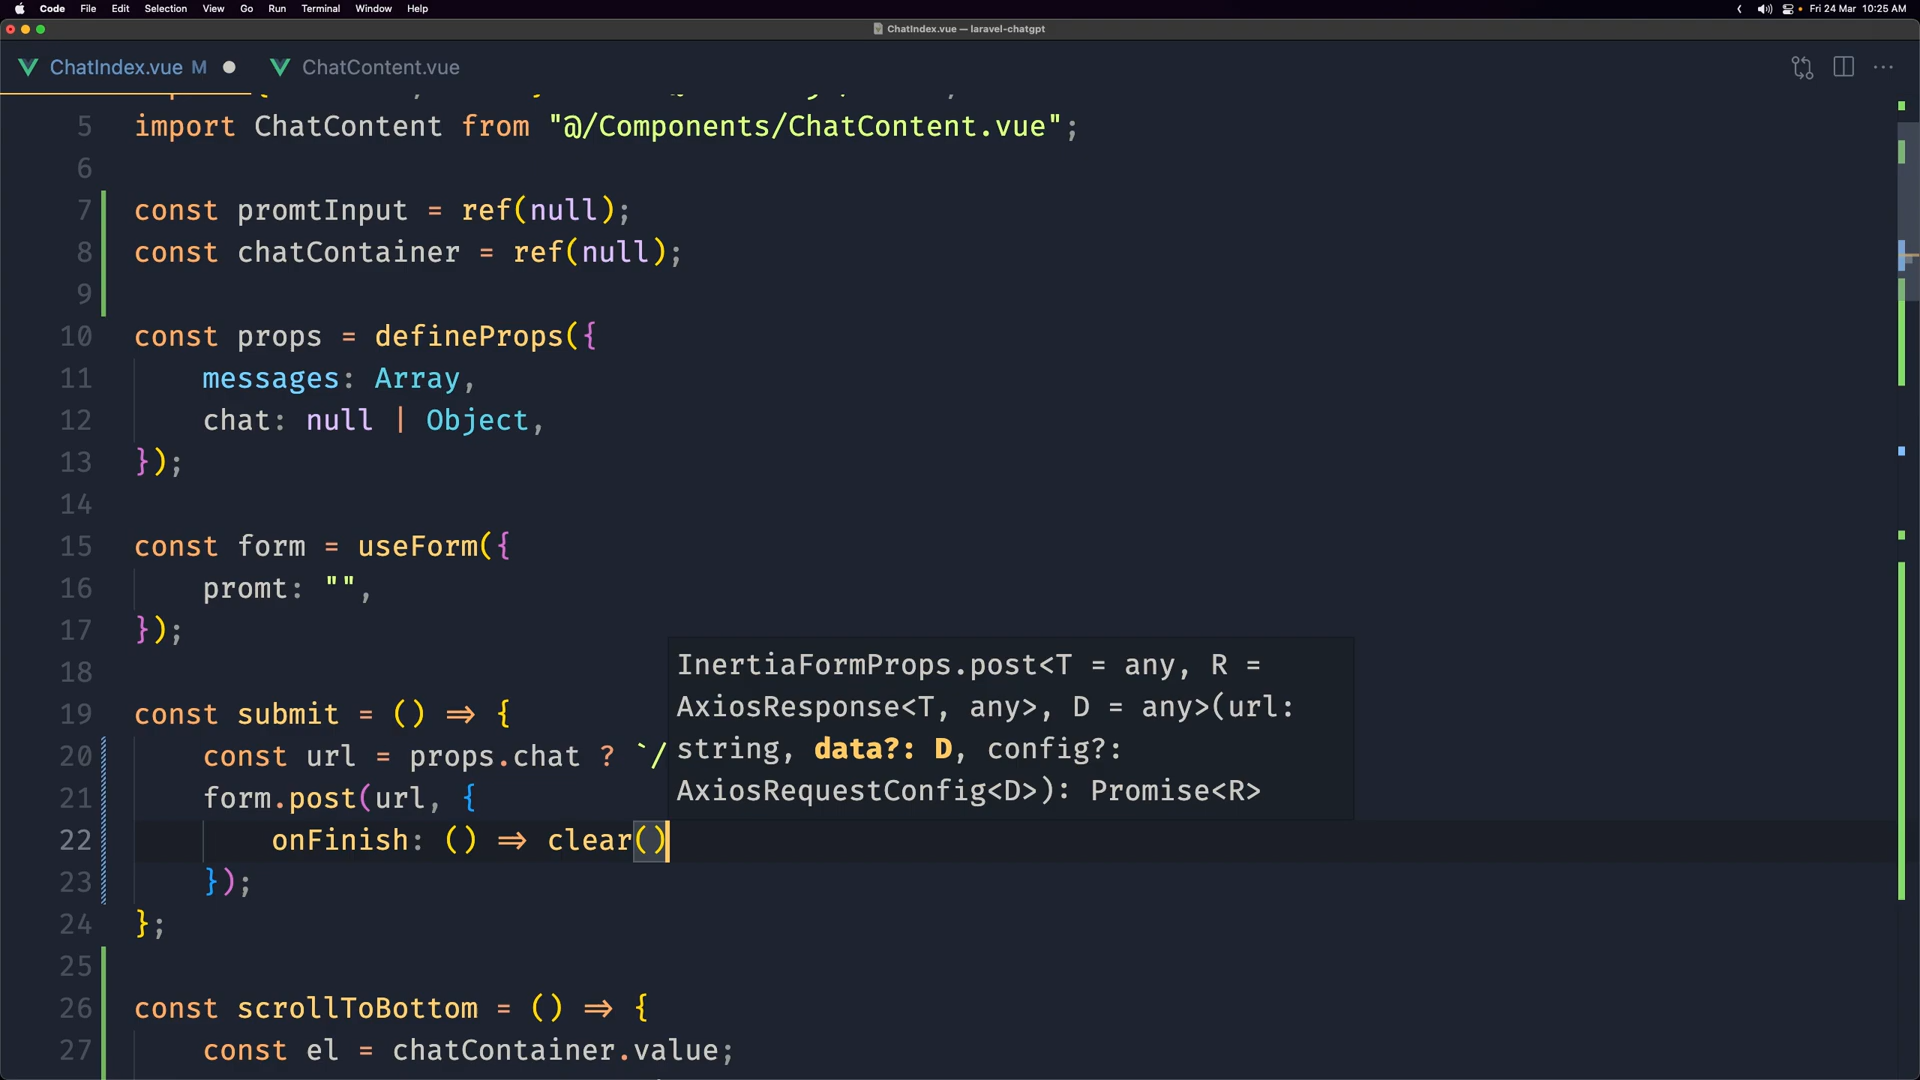 Code File Edit Selection View Go Run Terminal Window Help Fri 24 Mar 10:25 AM
ChatIndex.vue — laravel-chatgpt
ChatIndex.vue M ChatContent.vue
5 import ChatContent from "@/Components/ChatContent.vue";
6
7 const promtInput = ref(null);
8 const chatContainer = ref(null);
9
10 const props = defineProps({
11 messages: Array,
12 chat: null | Object,
13 });
14
15 const form = useForm({
16 promt: "",
17 });
18
19 const submit = () => {
20 const url = props.chat ? `/
21 form.post(url, {
22 onFinish: () => clear()
23 });
24 };
25
26 const scrollToBottom = () => {
27 const el = chatContainer.value;
InertiaFormProps.post<T = any, R =
AxiosResponse<T, any>, D = any>(url:
string, data?: D, config?:
AxiosRequestConfig<D>): Promise<R>